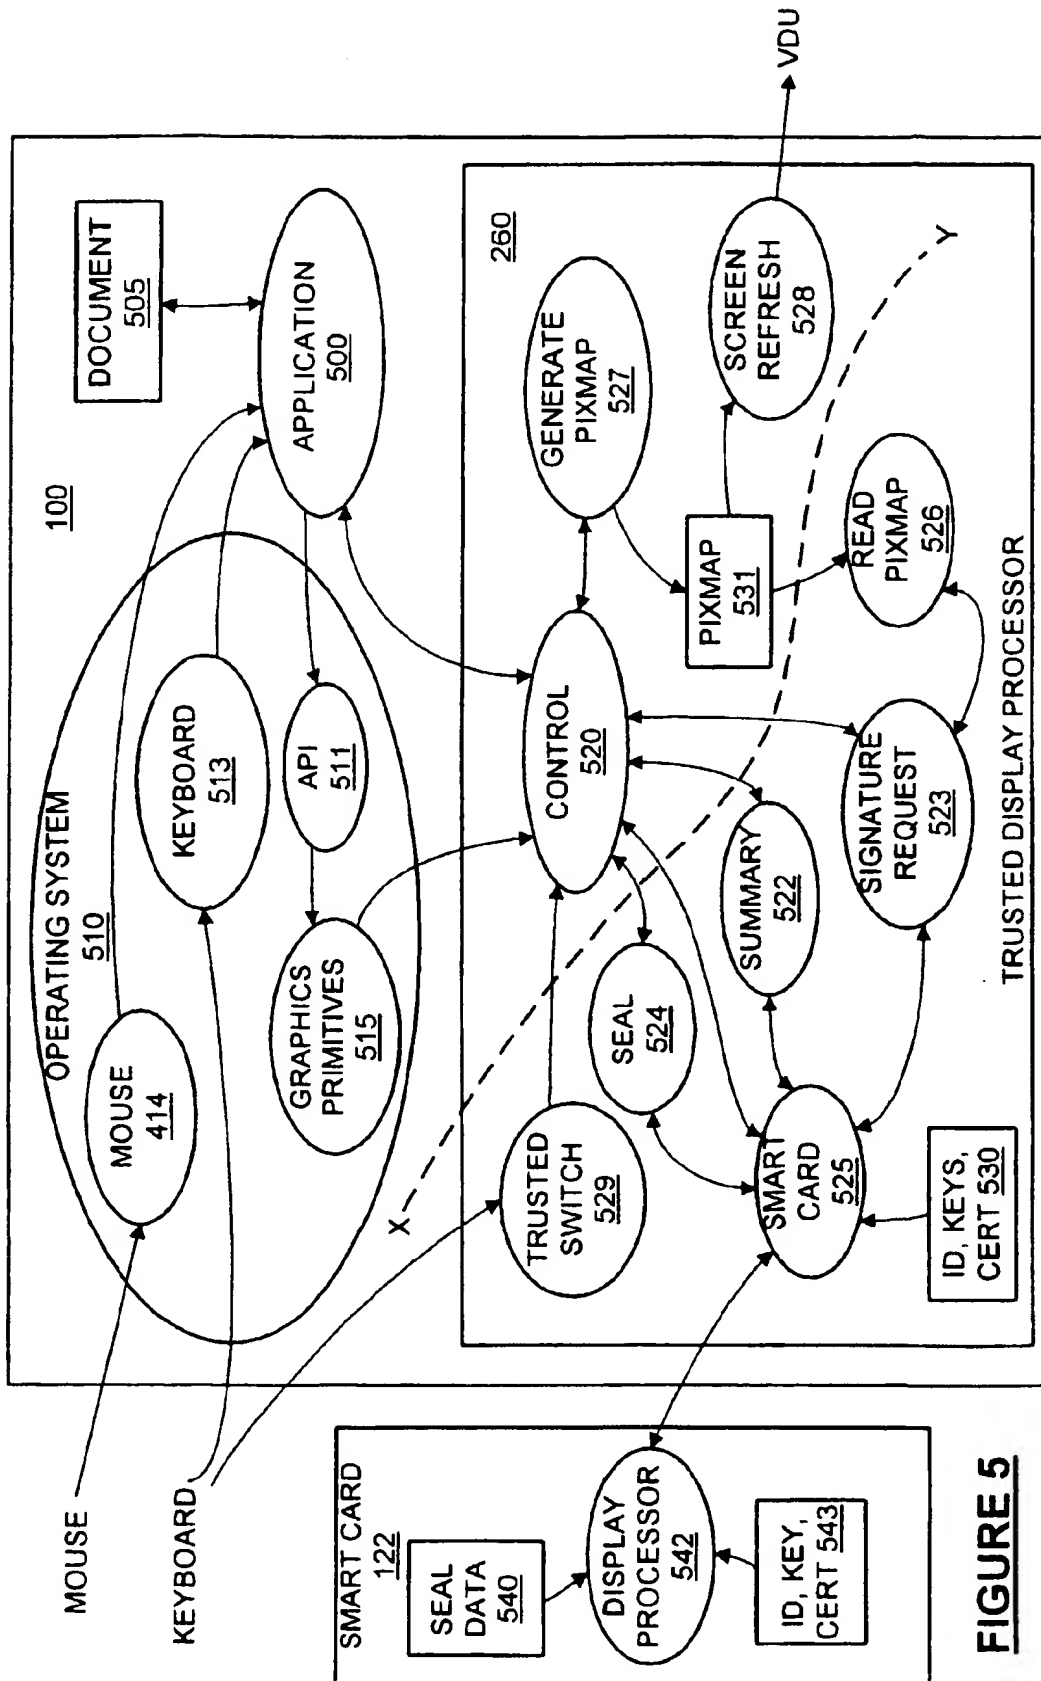 MOUSE
KEYBOARD
100
OPERATING SYSTEM
510
MOUSE
414
KEYBOARD
513
API
511
GRAPHICS
PRIMITIVES
515
DOCUMENT
505
APPLICATION
500
260
TRUSTED
SWITCH
529
CONTROL
520
GENERATE
PIXMAP
527
SCREEN
REFRESH
528
VDU
PIXMAP
531
READ
PIXMAP
526
SEAL
524
SUMMARY
522
SIGNATURE
REQUEST
523
SMART
CARD
525
ID, KEYS,
CERT 530
X
Y
TRUSTED DISPLAY PROCESSOR
SMART CARD
122
SEAL
DATA
540
DISPLAY
PROCESSOR
542
ID, KEY,
CERT 543
FIGURE 5